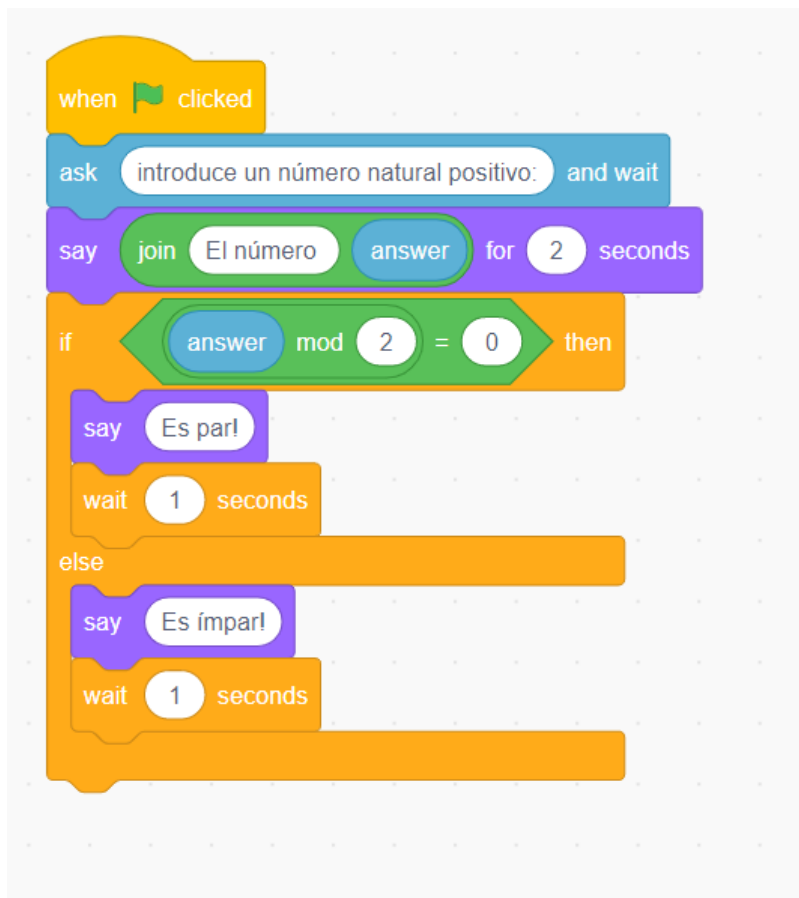 when clicked
ask introduce un número natural positivo: and wait
say join El número answer for 2 seconds
if answer mod 2 = 0 then
say Es par!
wait 1 seconds
else
say Es ímpar!
wait 1 seconds